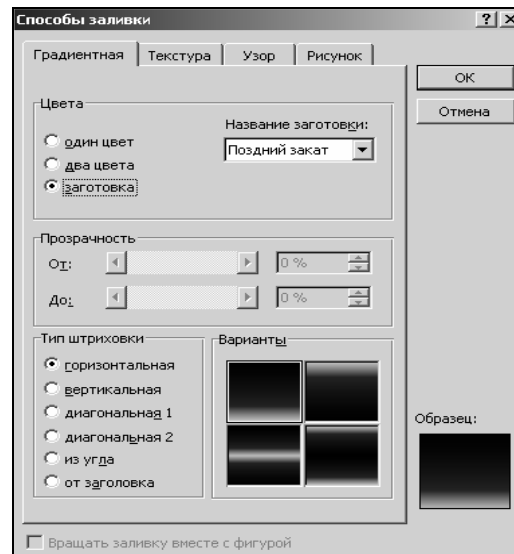 Способы заливки
Градиентная Текстура Узор Рисунок
ОК
Отмена
Цвета
один цвет
два цвета
заготовка
Название заготовки:
Поздний закат
Прозрачность
От: 0 %
До: 0 %
Тип штриховки
горизонтальная
вертикальная
диагональная 1
диагональная 2
из угла
от заголовка
Варианты
Образец:
Вращать заливку вместе с фигурой